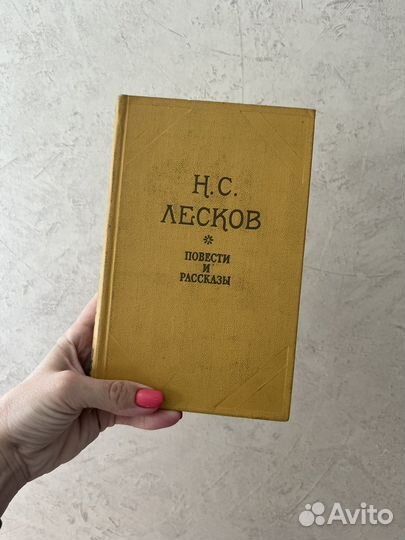 Н. С.
ЛЕСКОВ
*
ПОВЕСТИ
И
РАССКАЗЫ
Avito